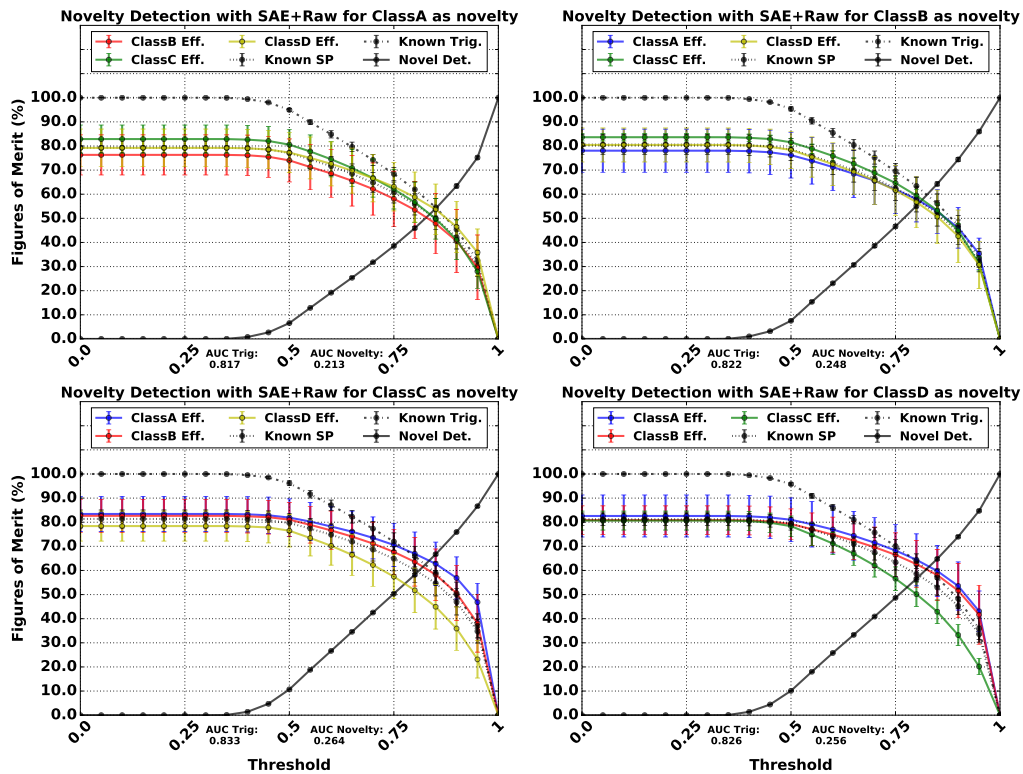 Novelty Detection with SAE+Raw for ClassA as novelty
ClassB Eff. ClassD Eff. Known Trig.
ClassC Eff. Known SP Novel Det.
Figures of Merit (%)
100.0
90.0
80.0
70.0
60.0
50.0
40.0
30.0
20.0
10.0
0.0
0.0 0.25 0.5 0.75 1
AUC Trig: AUC Novelty:
0.817 0.213
Novelty Detection with SAE+Raw for ClassB as novelty
ClassA Eff. ClassD Eff. Known Trig.
ClassC Eff. Known SP Novel Det.
100.0
90.0
80.0
70.0
60.0
50.0
40.0
30.0
20.0
10.0
0.0
0.0 0.25 0.5 0.75 1
AUC Trig: AUC Novelty:
0.822 0.248
Novelty Detection with SAE+Raw for ClassC as novelty
ClassA Eff. ClassD Eff. Known Trig.
ClassB Eff. Known SP Novel Det.
Figures of Merit (%)
100.0
90.0
80.0
70.0
60.0
50.0
40.0
30.0
20.0
10.0
0.0
0.0 0.25 0.5 0.75 1
AUC Trig: AUC Novelty:
0.833 0.264
Threshold
Novelty Detection with SAE+Raw for ClassD as novelty
ClassA Eff. ClassC Eff. Known Trig.
ClassB Eff. Known SP Novel Det.
100.0
90.0
80.0
70.0
60.0
50.0
40.0
30.0
20.0
10.0
0.0
0.0 0.25 0.5 0.75 1
AUC Trig: AUC Novelty:
0.826 0.256
Threshold